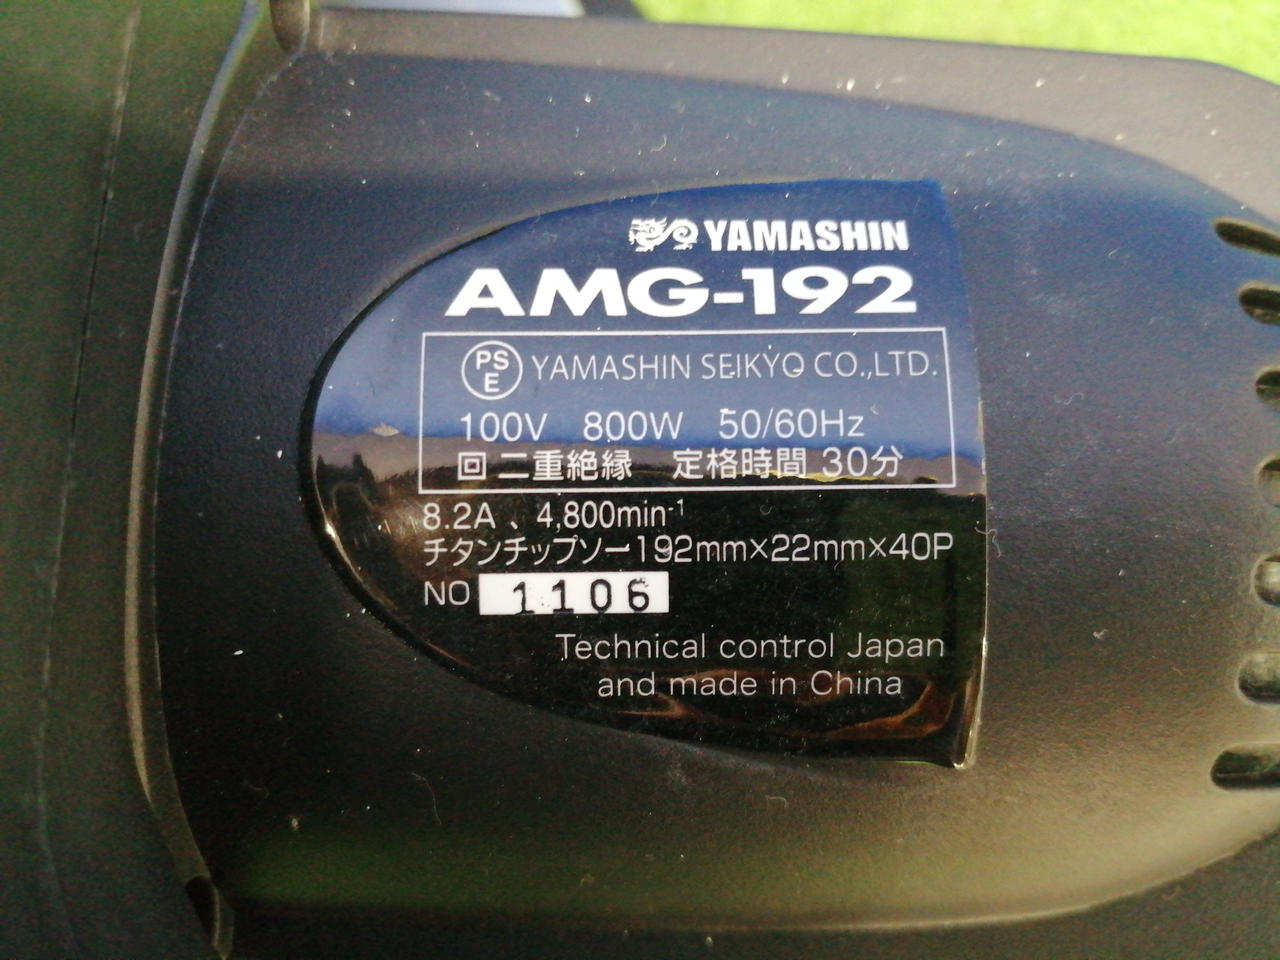 YAMASHIN
AMG-192
PSE YAMASHIN SEIKYO CO.,LTD.
100V 800W 50/60Hz
回 二重絶縁 定格時間 30分
8.2A、4,800min-1
チタンチップソー192mm×22mm×40P
NO 1106
Technical control Japan
and made in China